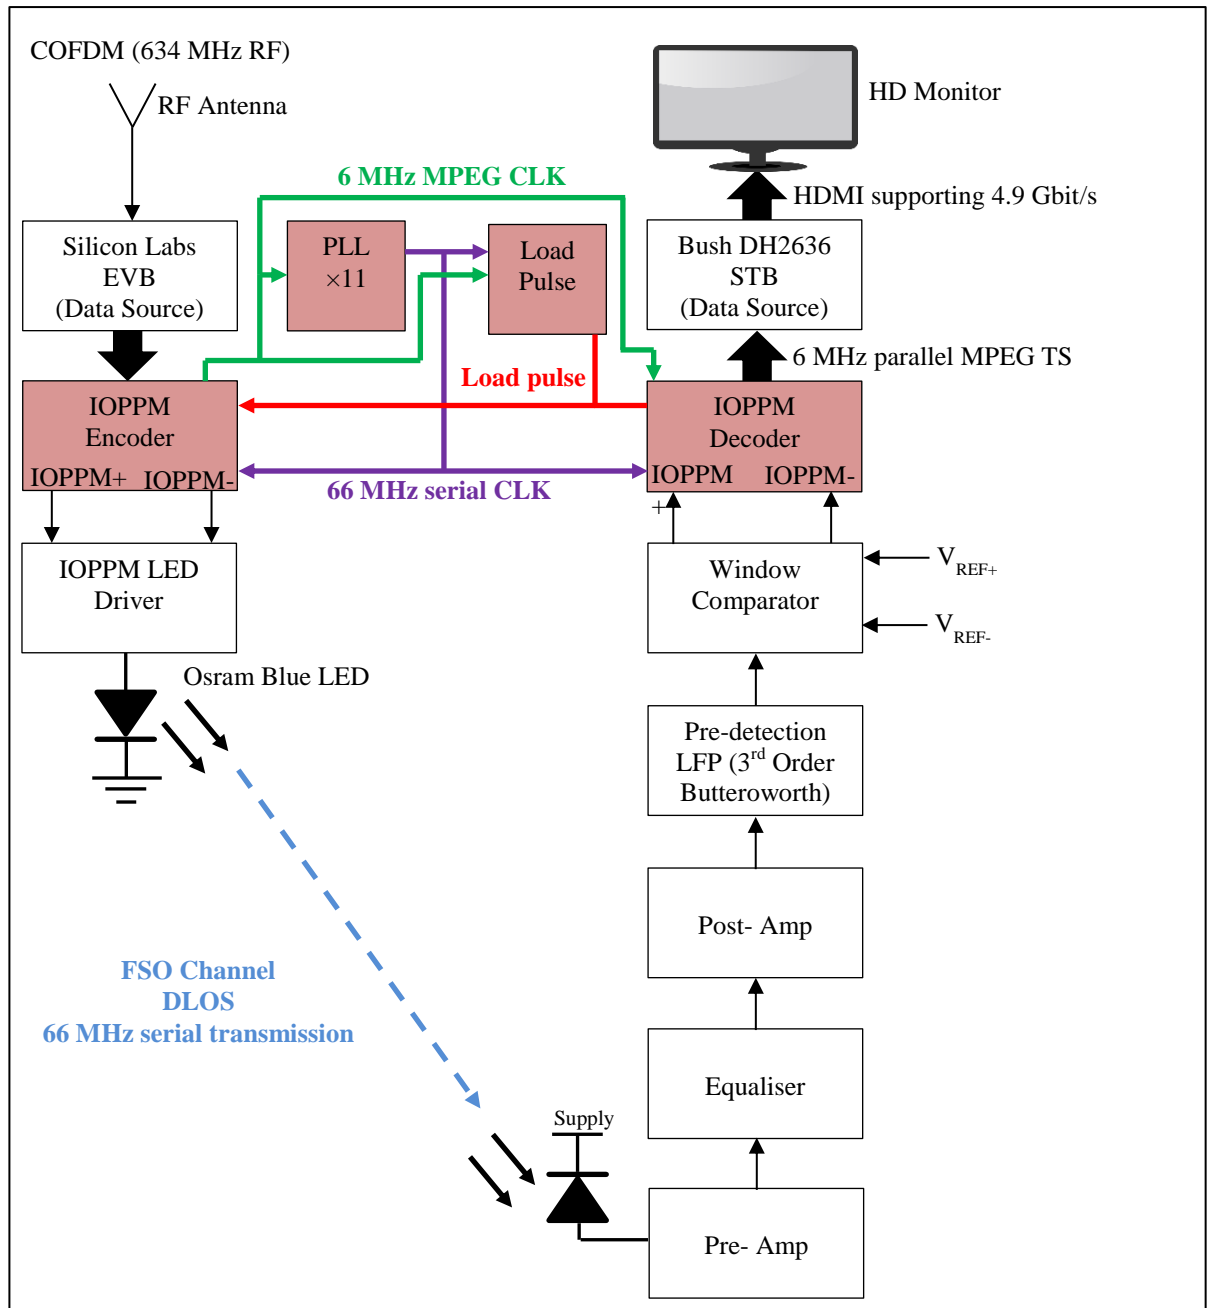 COFDM (634 MHz RF)
RF Antenna
HD Monitor
6 MHz MPEG CLK
HDMI supporting 4.9 Gbit/s
Silicon Labs
EVB
(Data Source)
PLL
×11
Load
Pulse
Bush DH2636
STB
(Data Source)
6 MHz parallel MPEG TS
Load pulse
IOPPM
Encoder
IOPPM+ IOPPM-
IOPPM
Decoder
IOPPM IOPPM-
+
66 MHz serial CLK
IOPPM LED
Driver
Window
Comparator
VREF+
VREF-
Osram Blue LED
Pre-detection
LFP (3rd Order
Butteroworth)
Post- Amp
FSO Channel
DLOS
66 MHz serial transmission
Equaliser
Supply
Pre- Amp